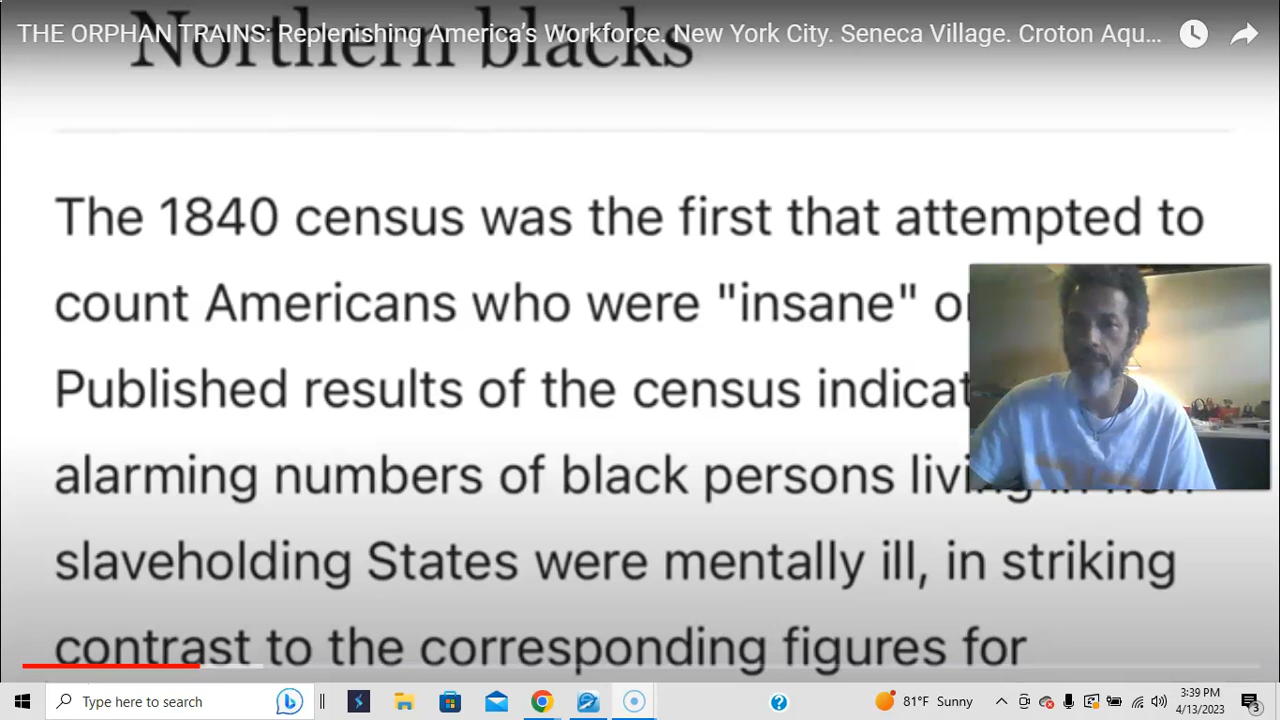 THE ORPHAN TRAINS: Replenishing America’s Workforce. New York City. Seneca Village. Croton Aqu...
Northern blacks
The 1840 census was the first that attempted to
count Americans who were "insane"
Published results of the census
alarming numbers of black persons
slaveholding States were mentally ill, in striking
contrast to the corresponding figures for
Type here to search
81°F Sunny
3:39 PM
4/13/2023
3